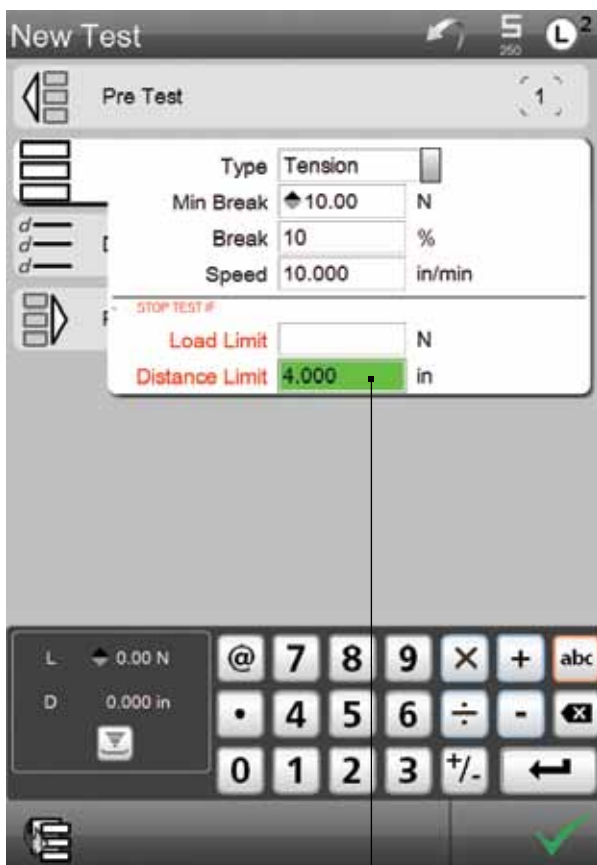 New Test
S
250
L 2
Pre Test
1
Type Tension
Min Break 10.00 N
Break 10 %
Speed 10.000 in/min
STOP TEST IF
Load Limit N
Distance Limit 4.000 in
d
d
d
L 0.00 N
D 0.000 in
@ 7 8 9 × + abc
• 4 5 6 ÷ -
0 1 2 3 +/-